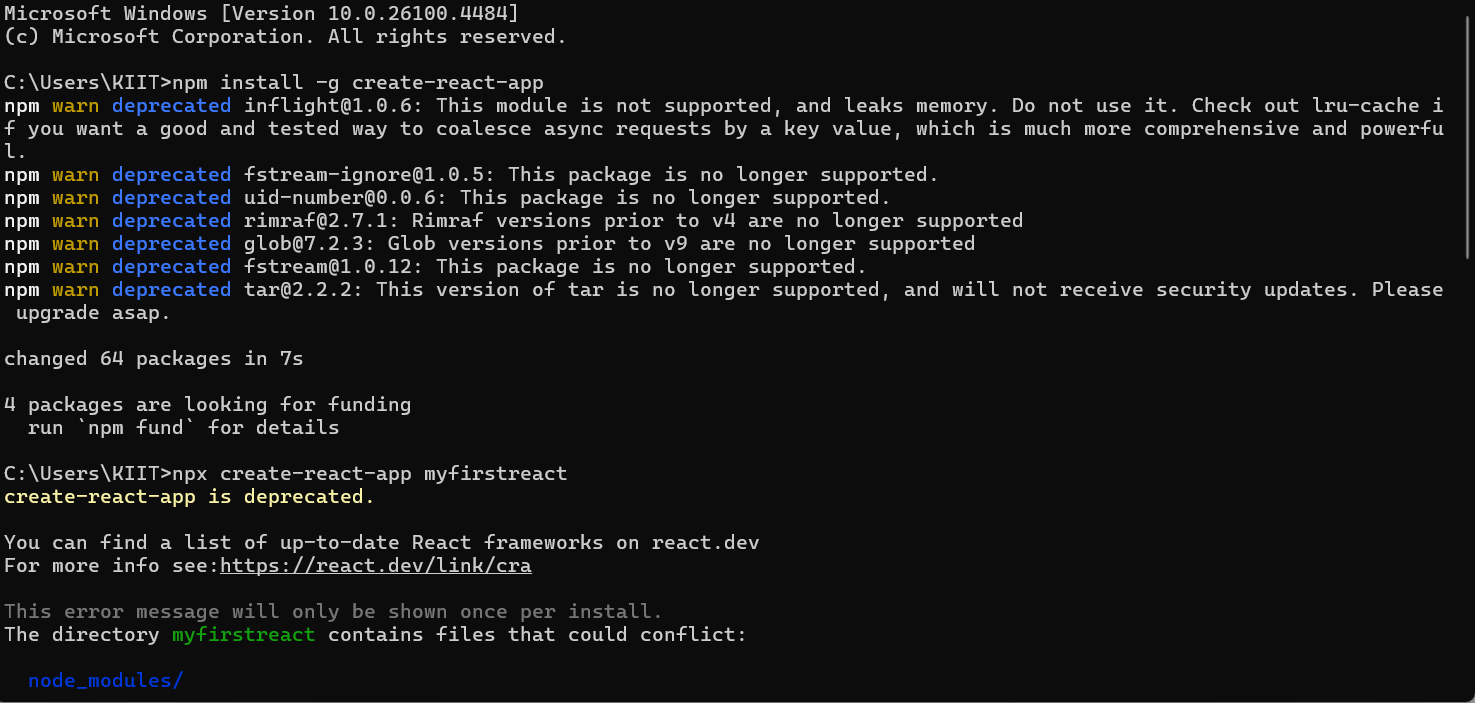 Microsoft Windows [Version 10.0.26100.4484]
(c) Microsoft Corporation. All rights reserved.
C:\Users\KIIT>npm install -g create-react-app
npm warn deprecated inflight@1.0.6: This module is not supported, and leaks memory. Do not use it. Check out lru-cache i
f you want a good and tested way to coalesce async requests by a key value, which is much more comprehensive and powerfu
l.
npm warn deprecated fstream-ignore@1.0.5: This package is no longer supported.
npm warn deprecated uid-number@0.0.6: This package is no longer supported.
npm warn deprecated rimraf@2.7.1: Rimraf versions prior to v4 are no longer supported
npm warn deprecated glob@7.2.3: Glob versions prior to v9 are no longer supported
npm warn deprecated fstream@1.0.12: This package is no longer supported.
npm warn deprecated tar@2.2.2: This version of tar is no longer supported, and will not receive security updates. Please
 upgrade asap.
changed 64 packages in 7s
4 packages are looking for funding
  run `npm fund` for details
C:\Users\KIIT>npx create-react-app myfirstreact
create-react-app is deprecated.
You can find a list of up-to-date React frameworks on react.dev
For more info see:https://react.dev/link/cra
This error message will only be shown once per install.
The directory myfirstreact contains files that could conflict:
  node_modules/